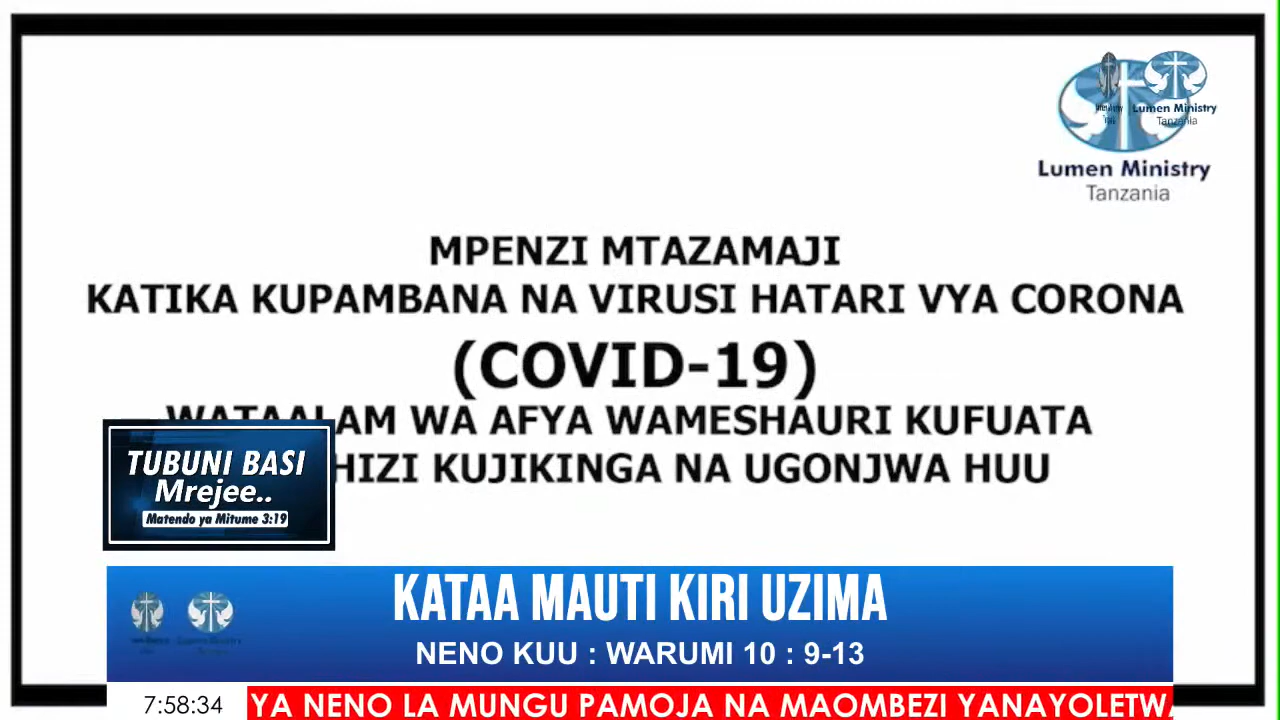 Lumen Ministry
Tanzania
Lumen Ministry
Tanzania
MPENZI MTAZAMAJI
KATIKA KUPAMBANA NA VIRUSI HATARI VYA CORONA
(COVID-19)
WATAALAM WA AFYA WAMESHAURI KUFUATA
HIZI KUJIKINGA NA UGONJWA HUU
TUBUNI BASI
Mrejee..
Matendo ya Mitume 3:19
KATAA MAUTI KIRI UZIMA
NENO KUU : WARUMI 10 : 9-13
7:58:34 YA NENO LA MUNGU PAMOJA NA MAOMBEZI YANAYOLETWA